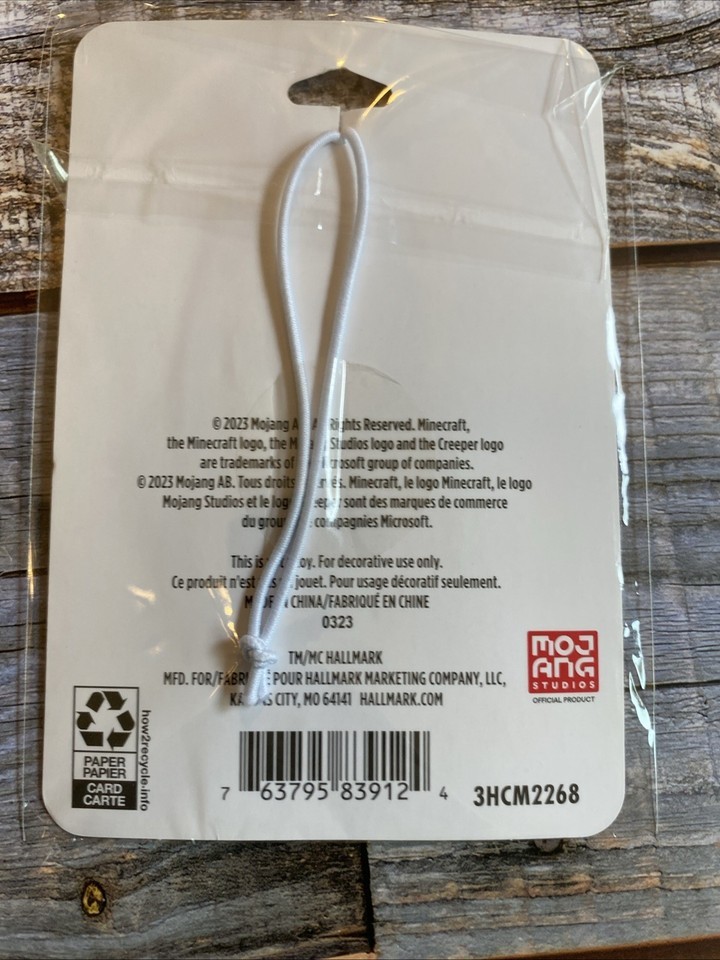 © 2023 Mojang AB. All Rights Reserved. Minecraft,
the Minecraft logo, the Mojang Studios logo and the Creeper logo
are trademarks of the Microsoft group of companies.
© 2023 Mojang AB. Tous droits réservés. Minecraft, le logo Minecraft, le logo
Mojang Studios et le logo Creeper sont des marques de commerce
du groupe de compagnies Microsoft.
This is not a toy. For decorative use only.
Ce produit n'est pas un jouet. Pour usage décoratif seulement.
MADE IN CHINA/FABRIQUÉ EN CHINE
0323
TM/MC HALLMARK
MFD. FOR/FABRIQUÉ POUR HALLMARK MARKETING COMPANY, LLC,
KANSAS CITY, MO 64141 HALLMARK.COM
MOJ
ANG
STUDIOS
OFFICIAL PRODUCT
PAPER
PAPIER
CARD
CARTE
how2recycle.info
7 63795 83912 4
3HCM2268